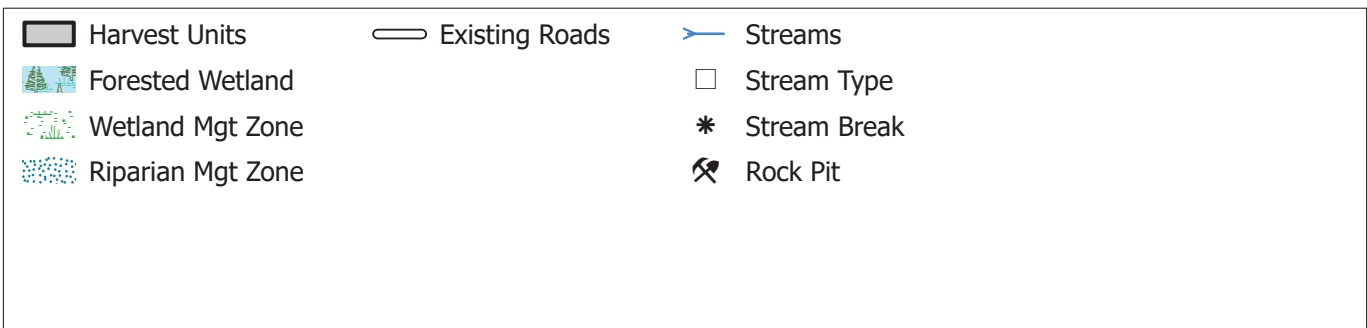 Harvest Units
Forested Wetland
Wetland Mgt Zone
Riparian Mgt Zone
Existing Roads
Streams
Stream Type
Stream Break
Rock Pit